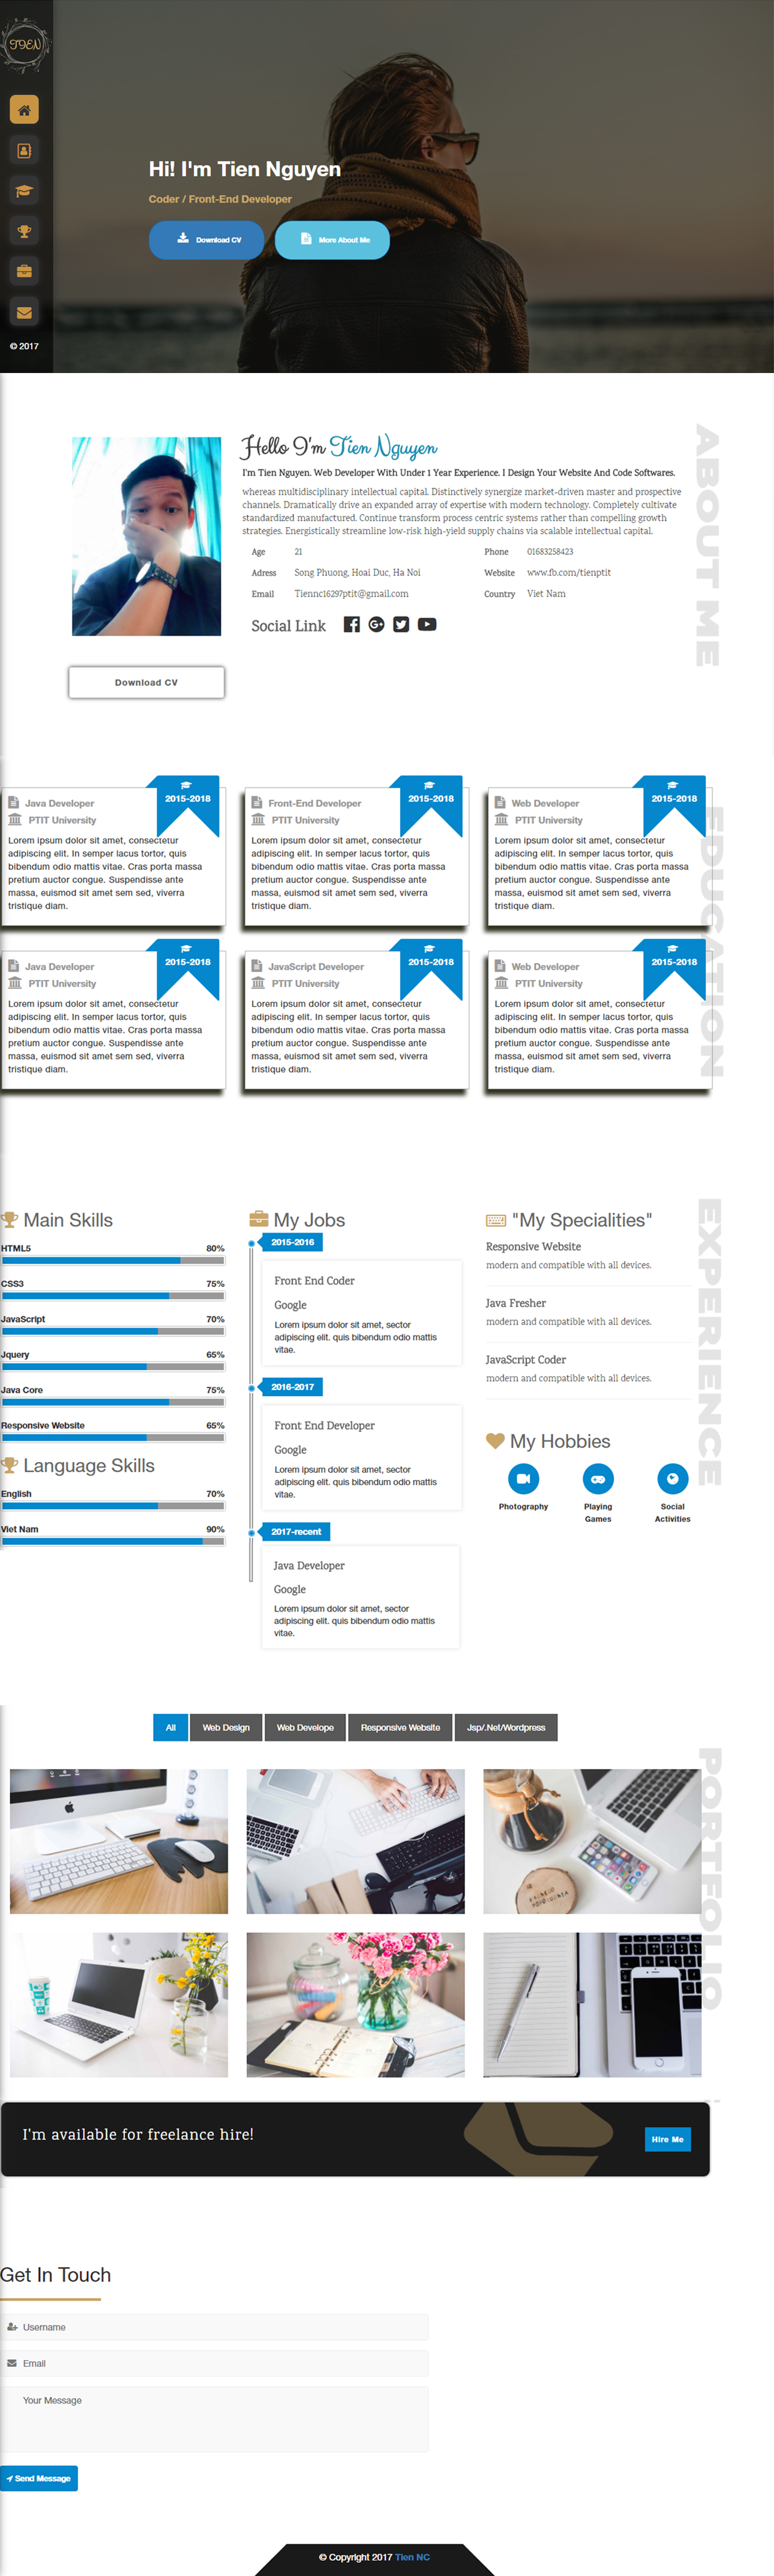 TIEN
Hi! I'm Tien Nguyen
Coder / Front-End Developer
Download CV
More About Me
© 2017
Hello I'm Tien Nguyen
I'm Tien Nguyen. Web Developer With Under 1 Year Experience. I Design Your Website And Code Softwares.
whereas multidisciplinary intellectual capital. Distinctively synergize market-driven master and prospective
channels. Dramatically drive an expanded array of expertise with modern technology. Completely cultivate
standardized manufactured. Continue transform process centric systems rather than compelling growth
strategies. Energistically streamline low-risk high-yield supply chains via scalable intellectual capital.
Age 21 Phone 01683258423
Adress Song Phuong, Hoai Duc, Ha Noi Website www.fb.com/tienptit
Email Tiennc16297ptit@gmail.com Country Viet Nam
Social Link
Download CV
ABOUT ME
Java Developer
PTIT University
2015-2018
Lorem ipsum dolor sit amet, consectetur
adipiscing elit. In semper lacus tortor, quis
bibendum odio mattis vitae. Cras porta massa
pretium auctor congue. Suspendisse ante
massa, euismod sit amet sem sed, viverra
tristique diam.
Front-End Developer
PTIT University
2015-2018
Lorem ipsum dolor sit amet, consectetur
adipiscing elit. In semper lacus tortor, quis
bibendum odio mattis vitae. Cras porta massa
pretium auctor congue. Suspendisse ante
massa, euismod sit amet sem sed, viverra
tristique diam.
Web Developer
PTIT University
2015-2018
Lorem ipsum dolor sit amet, consectetur
adipiscing elit. In semper lacus tortor, quis
bibendum odio mattis vitae. Cras porta massa
pretium auctor congue. Suspendisse ante
massa, euismod sit amet sem sed, viverra
tristique diam.
Java Developer
PTIT University
2015-2018
Lorem ipsum dolor sit amet, consectetur
adipiscing elit. In semper lacus tortor, quis
bibendum odio mattis vitae. Cras porta massa
pretium auctor congue. Suspendisse ante
massa, euismod sit amet sem sed, viverra
tristique diam.
JavaScript Developer
PTIT University
2015-2018
Lorem ipsum dolor sit amet, consectetur
adipiscing elit. In semper lacus tortor, quis
bibendum odio mattis vitae. Cras porta massa
pretium auctor congue. Suspendisse ante
massa, euismod sit amet sem sed, viverra
tristique diam.
Web Developer
PTIT University
2015-2018
Lorem ipsum dolor sit amet, consectetur
adipiscing elit. In semper lacus tortor, quis
bibendum odio mattis vitae. Cras porta massa
pretium auctor congue. Suspendisse ante
massa, euismod sit amet sem sed, viverra
tristique diam.
EDUCATION
Main Skills
HTML5 80%
CSS3 75%
JavaScript 70%
Jquery 65%
Java Core 75%
Responsive Website 65%
Language Skills
English 70%
Viet Nam 90%
My Jobs
2015-2016
Front End Coder
Google
Lorem ipsum dolor sit amet, sector
adipiscing elit. quis bibendum odio mattis
vitae.
2016-2017
Front End Developer
Google
Lorem ipsum dolor sit amet, sector
adipiscing elit. quis bibendum odio mattis
vitae.
2017-recent
Java Developer
Google
Lorem ipsum dolor sit amet, sector
adipiscing elit. quis bibendum odio mattis
vitae.
"My Specialities"
Responsive Website
modern and compatible with all devices.
Java Fresher
modern and compatible with all devices.
JavaScript Coder
modern and compatible with all devices.
My Hobbies
Photography
Playing
Games
Social
Activities
EXPERIENCE
All
Web Design
Web Develope
Responsive Website
Jsp/.Net/Wordpress
PORTFOLIO
I'm available for freelance hire!
Hire Me
Get In Touch
Username
Email
Your Message
Send Message
© Copyright 2017 Tien NC